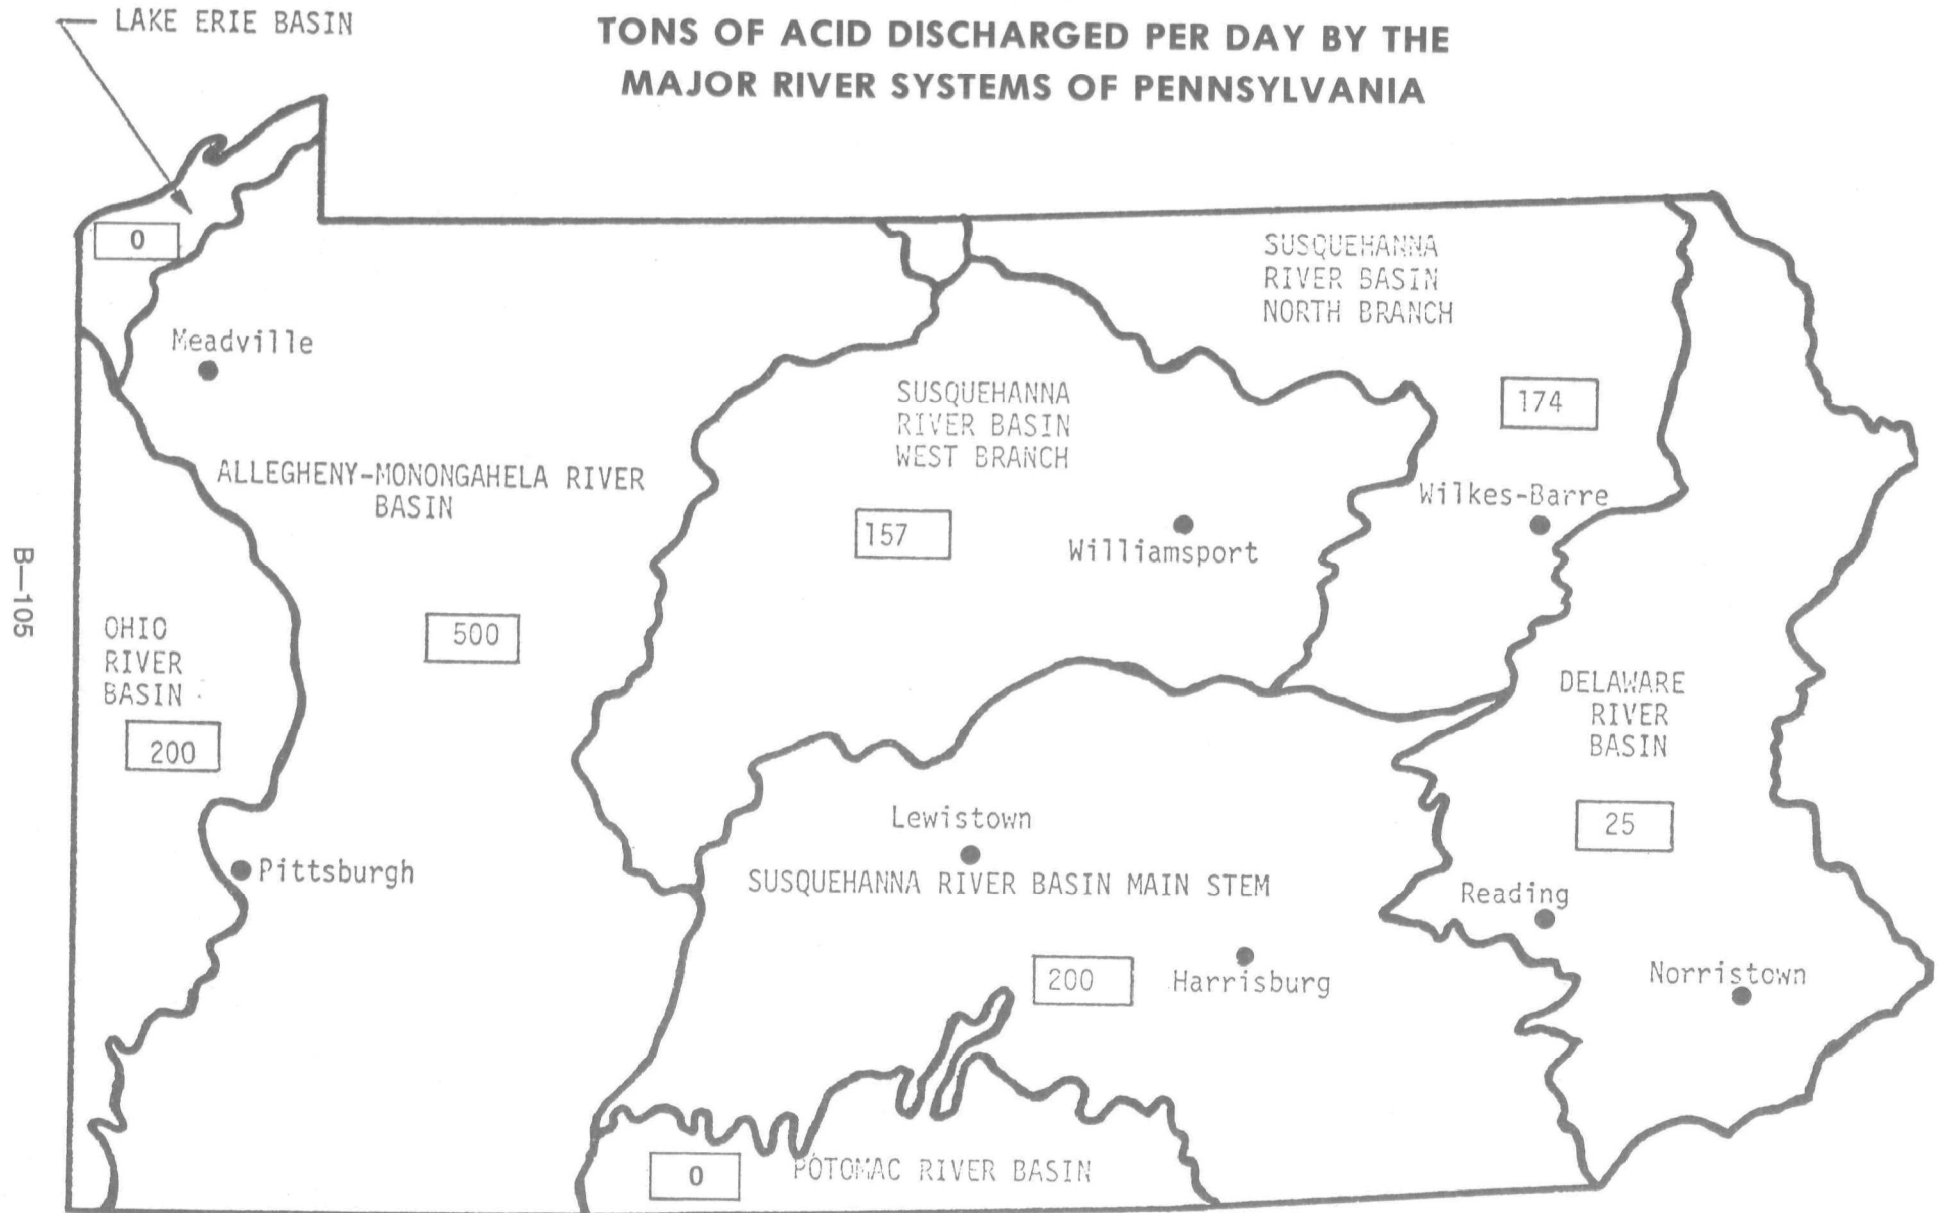 LAKE ERIE BASIN
TONS OF ACID DISCHARGED PER DAY BY THE
MAJOR RIVER SYSTEMS OF PENNSYLVANIA
0
SUSQUEHANNA
RIVER BASIN
NORTH BRANCH
Meadville
174
SUSQUEHANNA
RIVER BASIN
WEST BRANCH
ALLEGHENY-MONONGAHELA RIVER
BASIN
Wilkes-Barre
157
Williamsport
B-105
OHIO
RIVER
BASIN
500
200
DELAWARE
RIVER
BASIN
25
Lewistown
Pittsburgh
SUSQUEHANNA RIVER BASIN MAIN STEM
Reading
200
Harrisburg
Norristown
0
POTOMAC RIVER BASIN